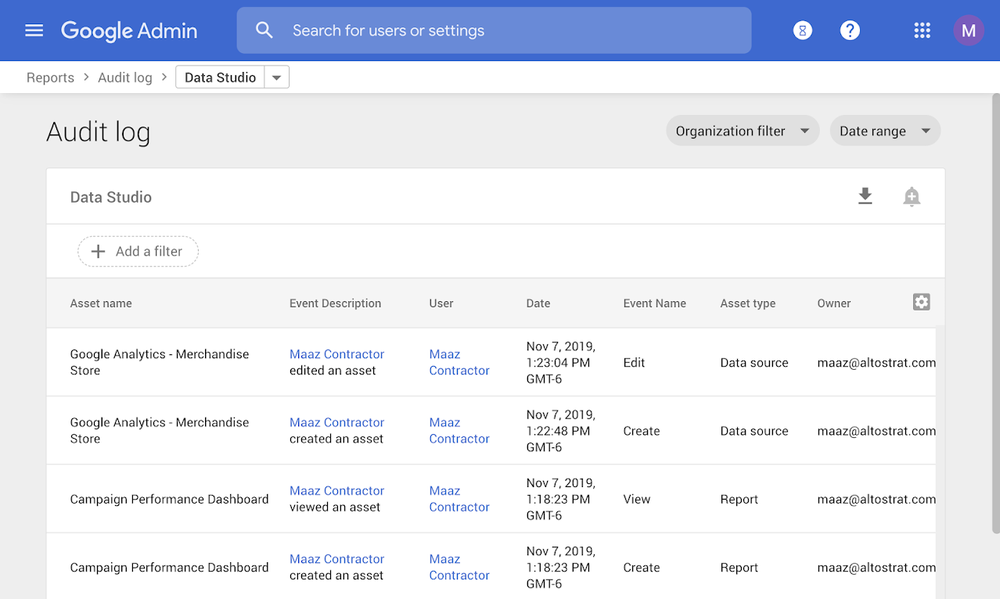 Google Admin
Search for users or settings
M
Reports > Audit log > Data Studio
Audit log
Organization filter
Date range
Data Studio
+ Add a filter
Asset name Event Description User Date Event Name Asset type Owner
Google Analytics - Merchandise
Store
Maaz Contractor
edited an asset
Maaz
Contractor
Nov 7, 2019,
1:23:04 PM
GMT-6
Edit
Data source
maaz@altostrat.com
Google Analytics - Merchandise
Store
Maaz Contractor
created an asset
Maaz
Contractor
Nov 7, 2019,
1:22:48 PM
GMT-6
Create
Data source
maaz@altostrat.com
Campaign Performance Dashboard
Maaz Contractor
viewed an asset
Maaz
Contractor
Nov 7, 2019,
1:18:23 PM
GMT-6
View
Report
maaz@altostrat.com
Campaign Performance Dashboard
Maaz Contractor
created an asset
Maaz
Contractor
Nov 7, 2019,
1:18:23 PM
GMT-6
Create
Report
maaz@altostrat.com